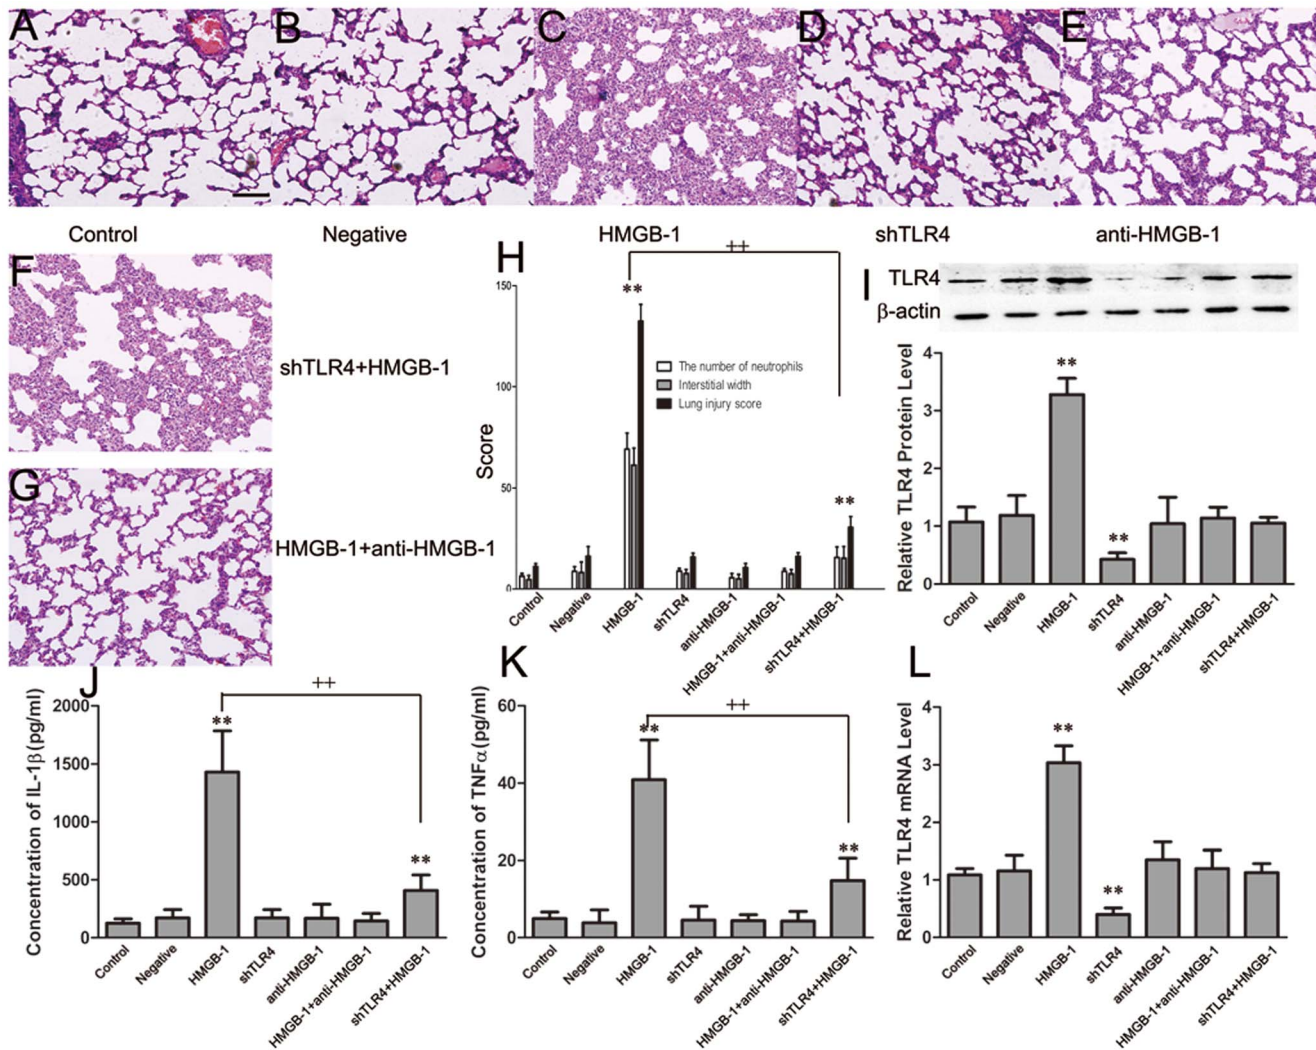 A
B
C
D
E
Control
Negative
HMGB-1
shTLR4
anti-HMGB-1
F
shTLR4+HMGB-1
G
HMGB-1+anti-HMGB-1
H
++
**
**
150
100
50
0
Score
The number of neutrophils
Interstitial width
Lung injury score
Control
Negative
HMGB-1
shTLR4
anti-HMGB-1
HMGB-1+anti-HMGB-1
shTLR4+HMGB-1
I
TLR4
β-actin
Relative TLR4 Protein Level
4
3
2
1
0
**
**
Control
Negative
HMGB-1
shTLR4
anti-HMGB-1
HMGB-1+anti-HMGB-1
shTLR4+HMGB-1
J
Concentration of IL-1β(pg/ml)
2000
1500
1000
500
0
++
**
**
Control
Negative
HMGB-1
shTLR4
anti-HMGB-1
HMGB-1+anti-HMGB-1
shTLR4+HMGB-1
K
Concentration of TNFα(pg/ml)
60
40
20
0
++
**
**
Control
Negative
HMGB-1
shTLR4
anti-HMGB-1
HMGB-1+anti-HMGB-1
shTLR4+HMGB-1
L
Relative TLR4 mRNA Level
4
3
2
1
0
**
**
Control
Negative
HMGB-1
shTLR4
anti-HMGB-1
HMGB-1+anti-HMGB-1
shTLR4+HMGB-1